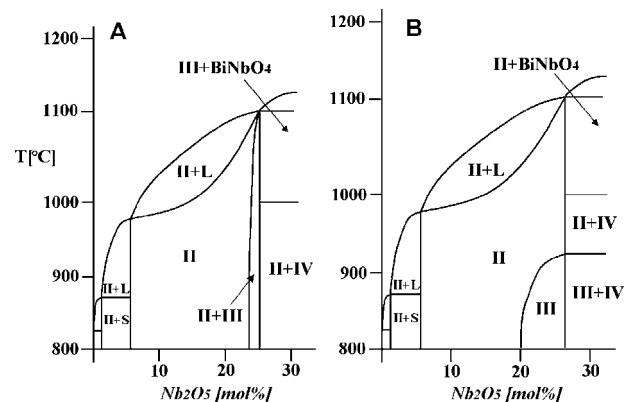 A
1200
1100
1000
900
800
T[°C]
III+BiNbO4
II+L
II
II+L
II+S
II+III
II+IV
0
10
20
30
Nb2O5 [mol%]
B
1200
1100
1000
900
800
II+BiNbO4
II+L
II
II+IV
II+L
II+S
III
III+IV
0
10
20
30
Nb2O5 [mol%]